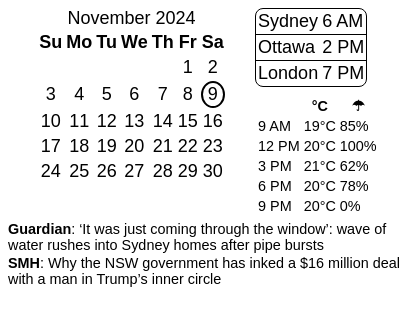 November 2024
Su Mo Tu We Th Fr Sa
1 2
3 4 5 6 7 8 9
10 11 12 13 14 15 16
17 18 19 20 21 22 23
24 25 26 27 28 29 30
Sydney 6 AM
Ottawa 2 PM
London 7 PM
°C ☂
9 AM 19°C 85%
12 PM 20°C 100%
3 PM 21°C 62%
6 PM 20°C 78%
9 PM 20°C 0%
Guardian: ‘It was just coming through the window’: wave of
water rushes into Sydney homes after pipe bursts
SMH: Why the NSW government has inked a $16 million deal
with a man in Trump’s inner circle